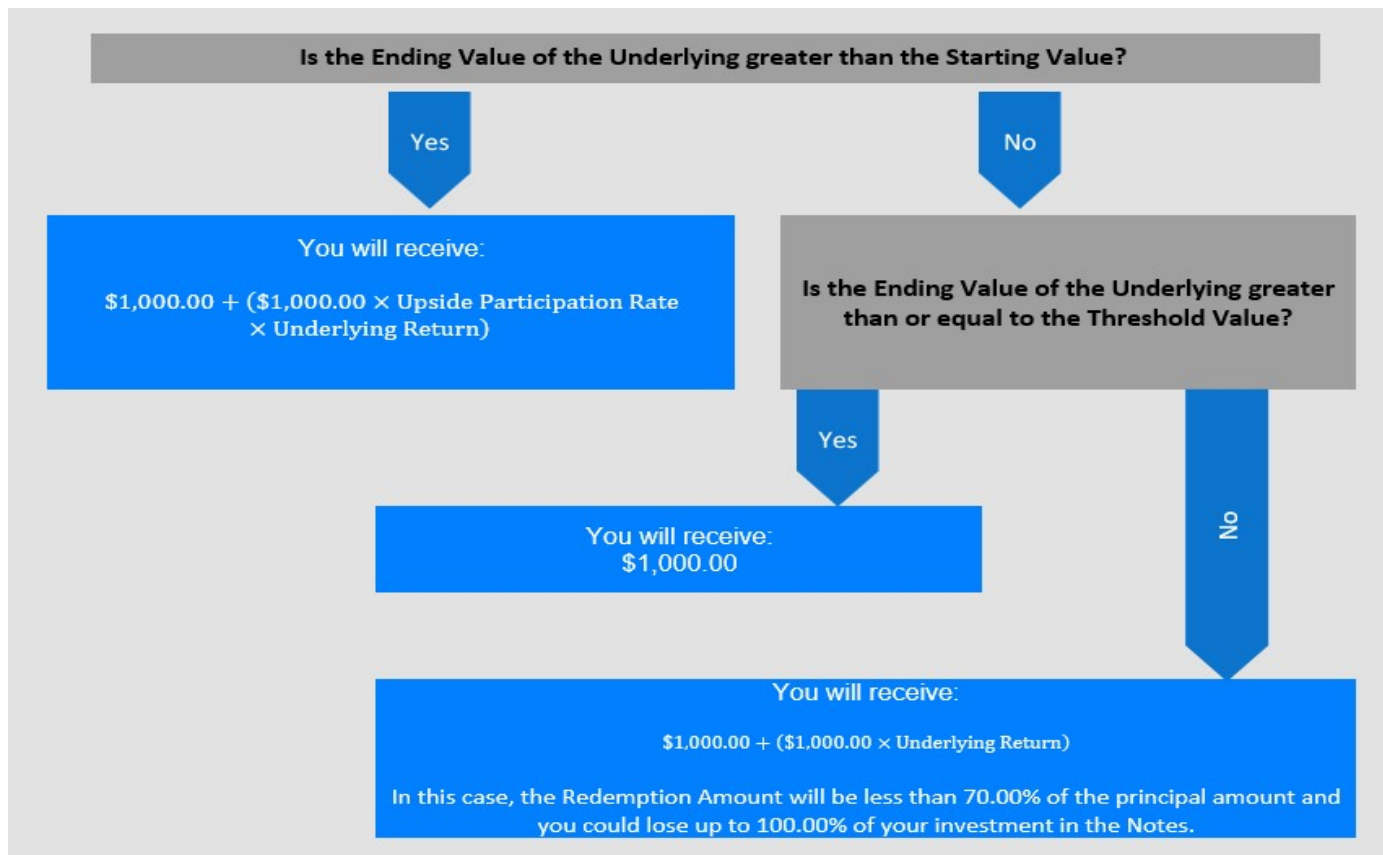 Is the Ending Value of the Underlying greater than the Starting Value?
Yes
No
You will receive:
$1,000.00 + ($1,000.00 × Upside Participation Rate
× Underlying Return)
Is the Ending Value of the Underlying greater
than or equal to the Threshold Value?
Yes
No
You will receive:
$1,000.00
You will receive:
$1,000.00 + ($1,000.00 × Underlying Return)
In this case, the Redemption Amount will be less than 70.00% of the principal amount and
you could lose up to 100.00% of your investment in the Notes.